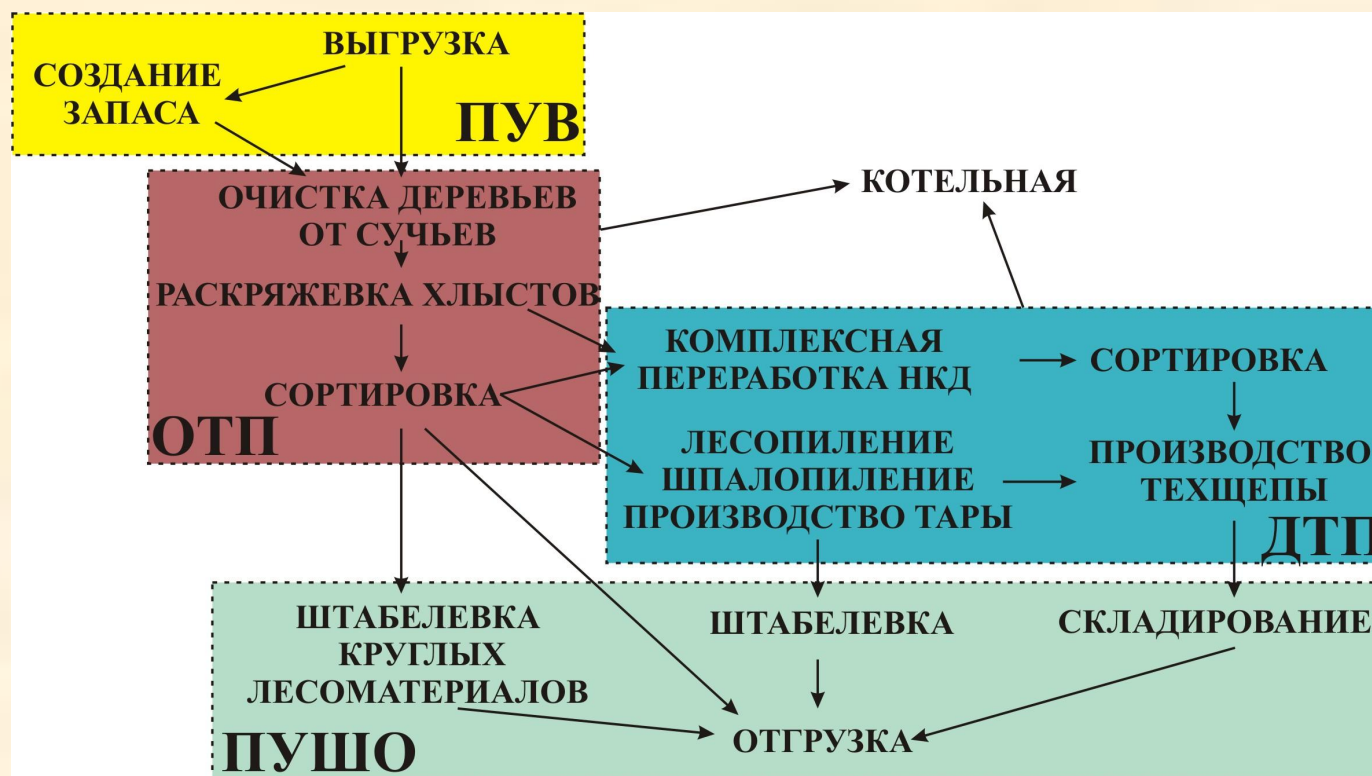 ВЫГРУЗКА
СОЗДАНИЕ
ЗАПАСА
ПУВ
ОЧИСТКА ДЕРЕВЬЕВ
ОТ СУЧЬЕВ
РАСКРЯЖЕВКА ХЛЫСТОВ
СОРТИРОВКА
ОТП
КОТЕЛЬНАЯ
КОМПЛЕКСНАЯ
ПЕРЕРАБОТКА НКД
СОРТИРОВКА
ЛЕСОПИЛЕНИЕ
ШПАЛОПИЛЕНИЕ
ПРОИЗВОДСТВО ТАРЫ
ПРОИЗВОДСТВО
ТЕХЩЕПЫ
ДТП
ШТАБЕЛЕВКА
КРУГЛЫХ
ЛЕСОМАТЕРИАЛОВ
ШТАБЕЛЕВКА
СКЛАДИРОВАНИЕ
ОТГРУЗКА
ПУШО